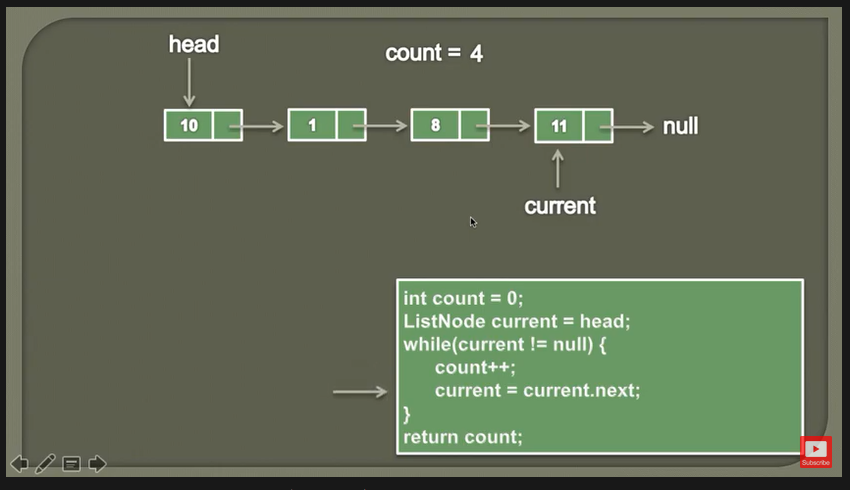 head
count = 4
10 1 8 11 null
current
int count = 0;
ListNode current = head;
while(current != null) {
count++;
current = current.next;
}
return count;
Subscribe